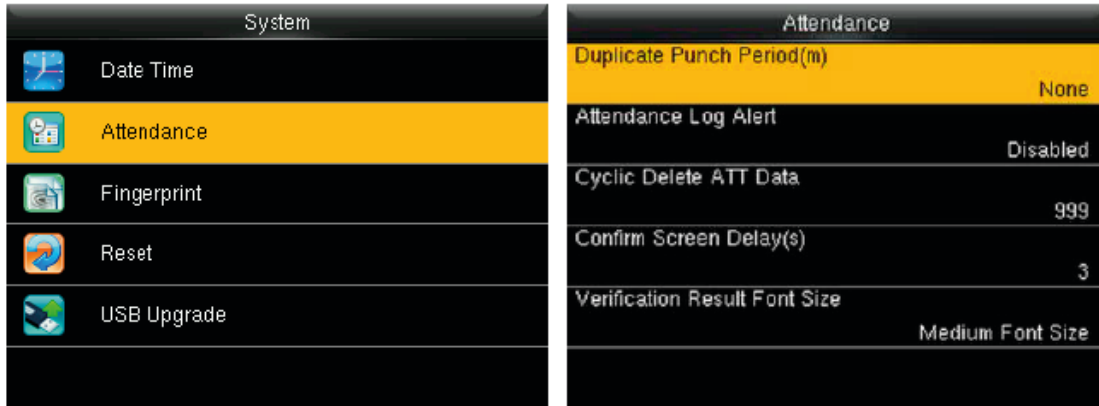 System
Date Time
Attendance
Fingerprint
Reset
USB Upgrade
Attendance
Duplicate Punch Period(m)
None
Attendance Log Alert
Disabled
Cyclic Delete ATT Data
999
Confirm Screen Delay(s)
3
Verification Result Font Size
Medium Font Size